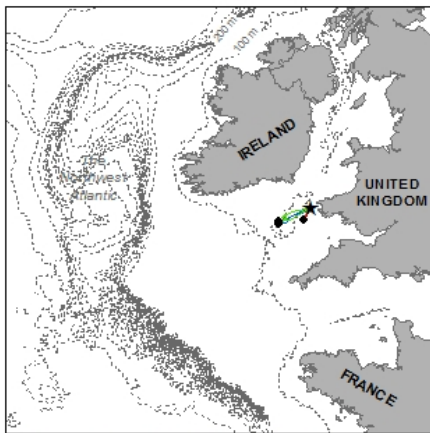 200 m
100 m
IRELAND
The
Northwest
Atlantic
UNITED
KINGDOM
FRANCE